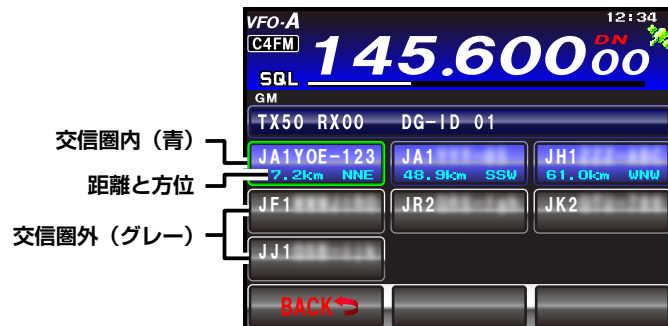 VFO-A 12:34
C4FM 145.600 00 DN
SQL
GM
TX50 RX00 DG-ID 01
交信圏内（青）
JA1YOE-123 JA1 JH1
7.2km NNE 48.9km SSW 61.0km WNW
距離と方位
JF1 JR2 JK2
交信圏外（グレー）
JJ1
BACK